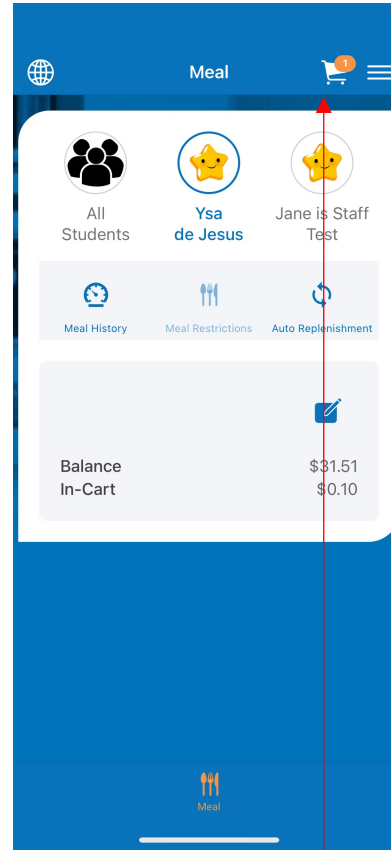 Meal
1
All
Students
Ysa
de Jesus
Jane is Staff
Test
Meal History
Meal Restrictions
Auto Replenishment
Balance $31.51
In-Cart $0.10
Meal